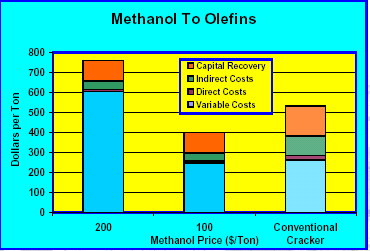 Methanol To Olefins
Dollars per Ton
800
700
600
500
400
300
200
100
0
Capital Recovery
Indirect Costs
Direct Costs
Variable Costs
200
100
Conventional
Cracker
Methanol Price ($/Ton)